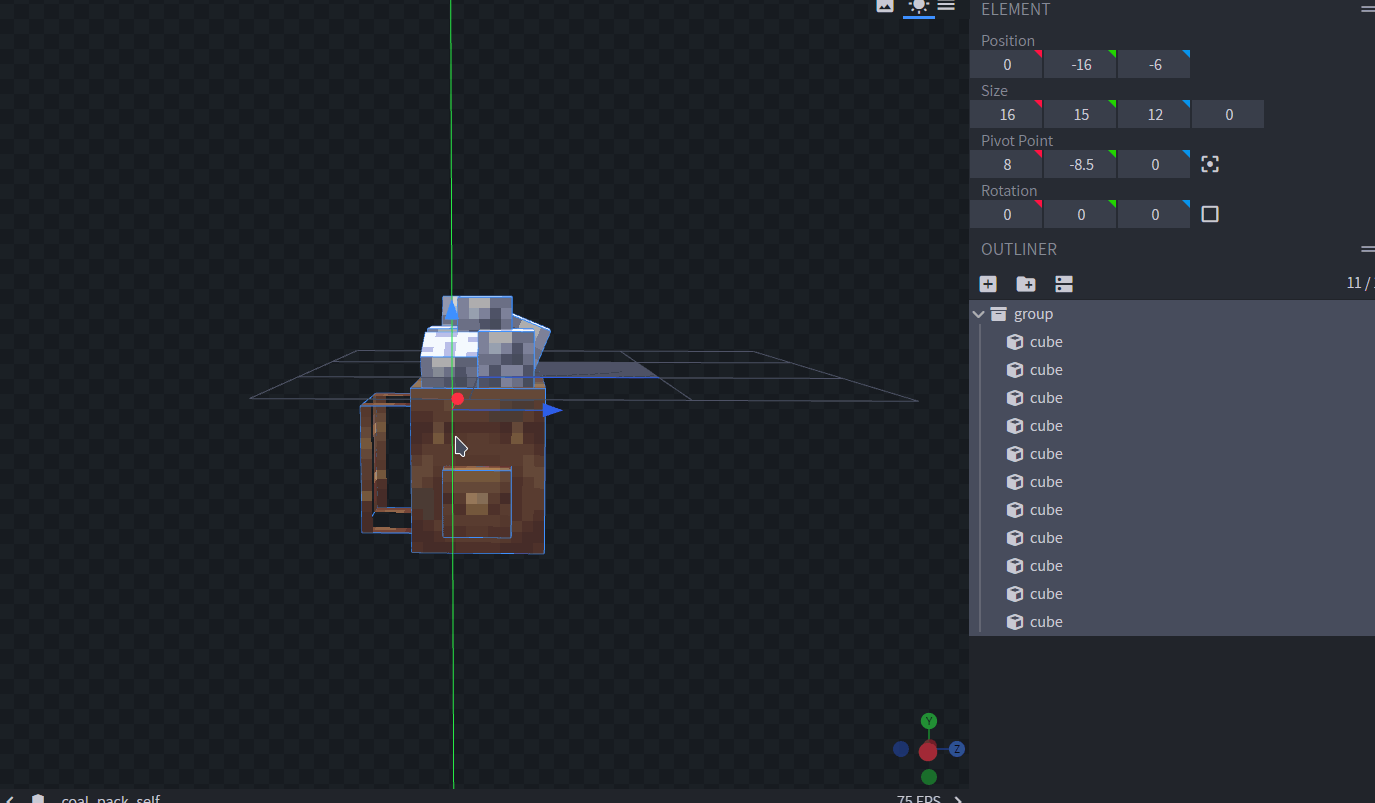 ELEMENT
Position
0 -16 -6
Size
16 15 12 0
Pivot Point
8 -8.5 0
Rotation
0 0 0
OUTLINER
11 /
group
cube
cube
cube
cube
cube
cube
cube
cube
cube
cube
cube
Y
Z
coal_pack_self
75 FPS